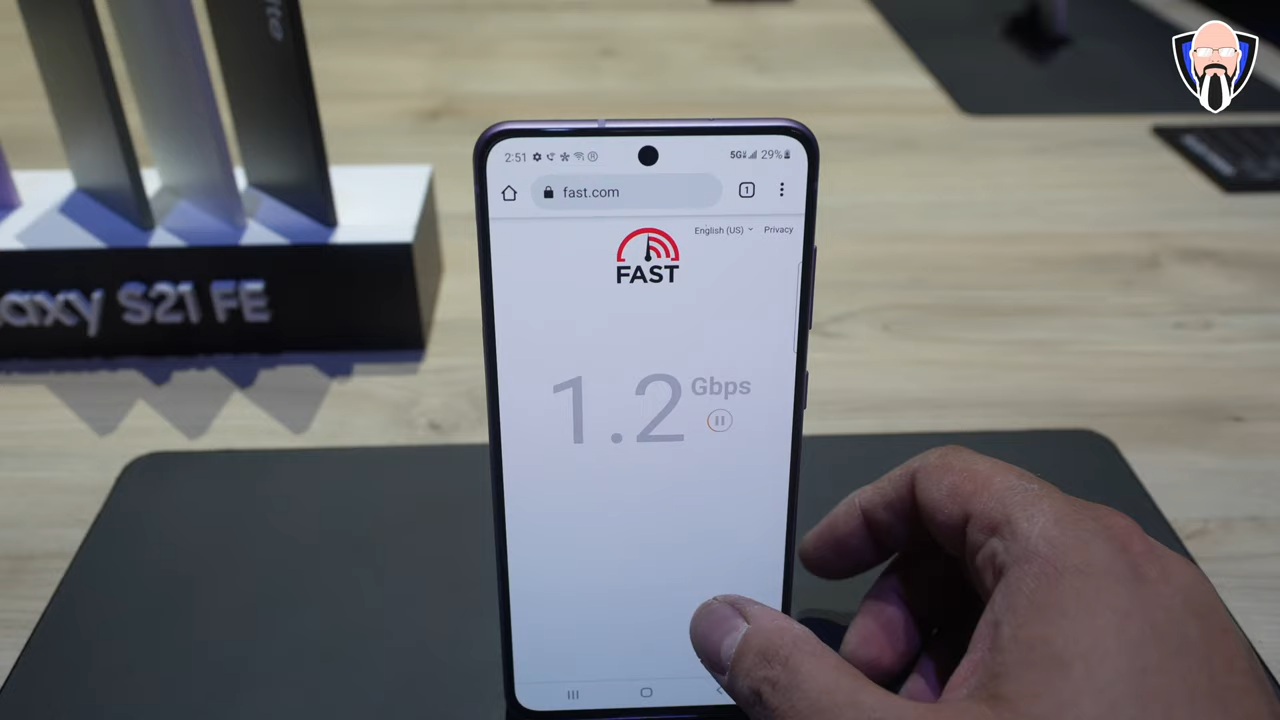 2:51
5G
29%
fast.com
1
English (US)
Privacy
FAST
1.2 Gbps
axy S21 FE